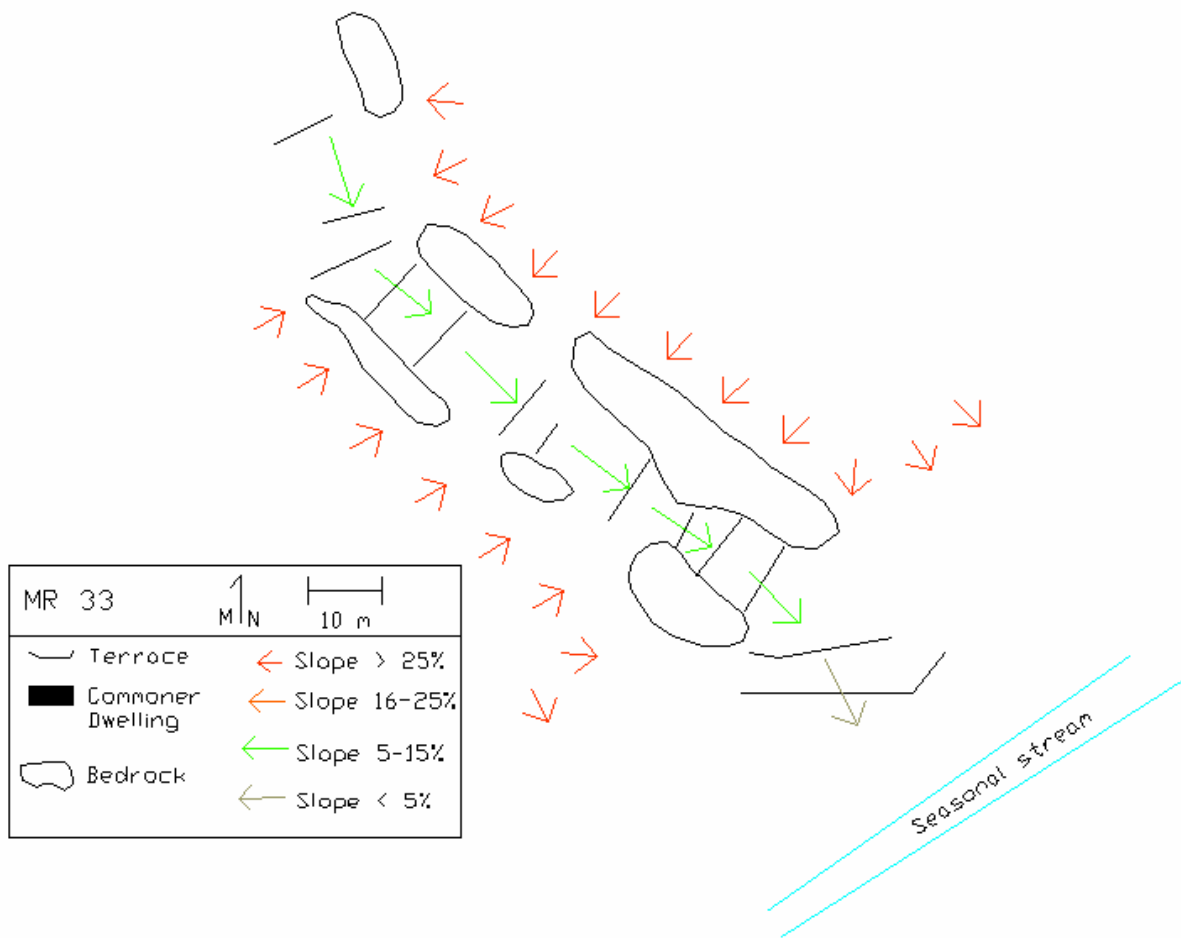 MR 33
M N
10 m
Terroce
Commoner
Dwelling
Bedrock
Slope > 25%
Slope 16-25%
Slope 5-15%
Slope < 5%
Seasonal stream